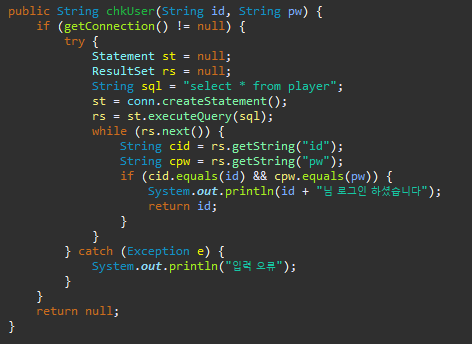 public String chkUser(String id, String pw) {
    if (getConnection() != null) {
        try {
            Statement st = null;
            ResultSet rs = null;
            String sql = "select * from player";
            st = conn.createStatement();
            rs = st.executeQuery(sql);
            while (rs.next()) {
                String cid = rs.getString("id");
                String cpw = rs.getString("pw");
                if (cid.equals(id) && cpw.equals(pw)) {
                    System.out.println(id + "님 로그인 하셨습니다");
                    return id;
                }
            }
        } catch (Exception e) {
            System.out.println("입력 오류");
        }
    }
    return null;
}